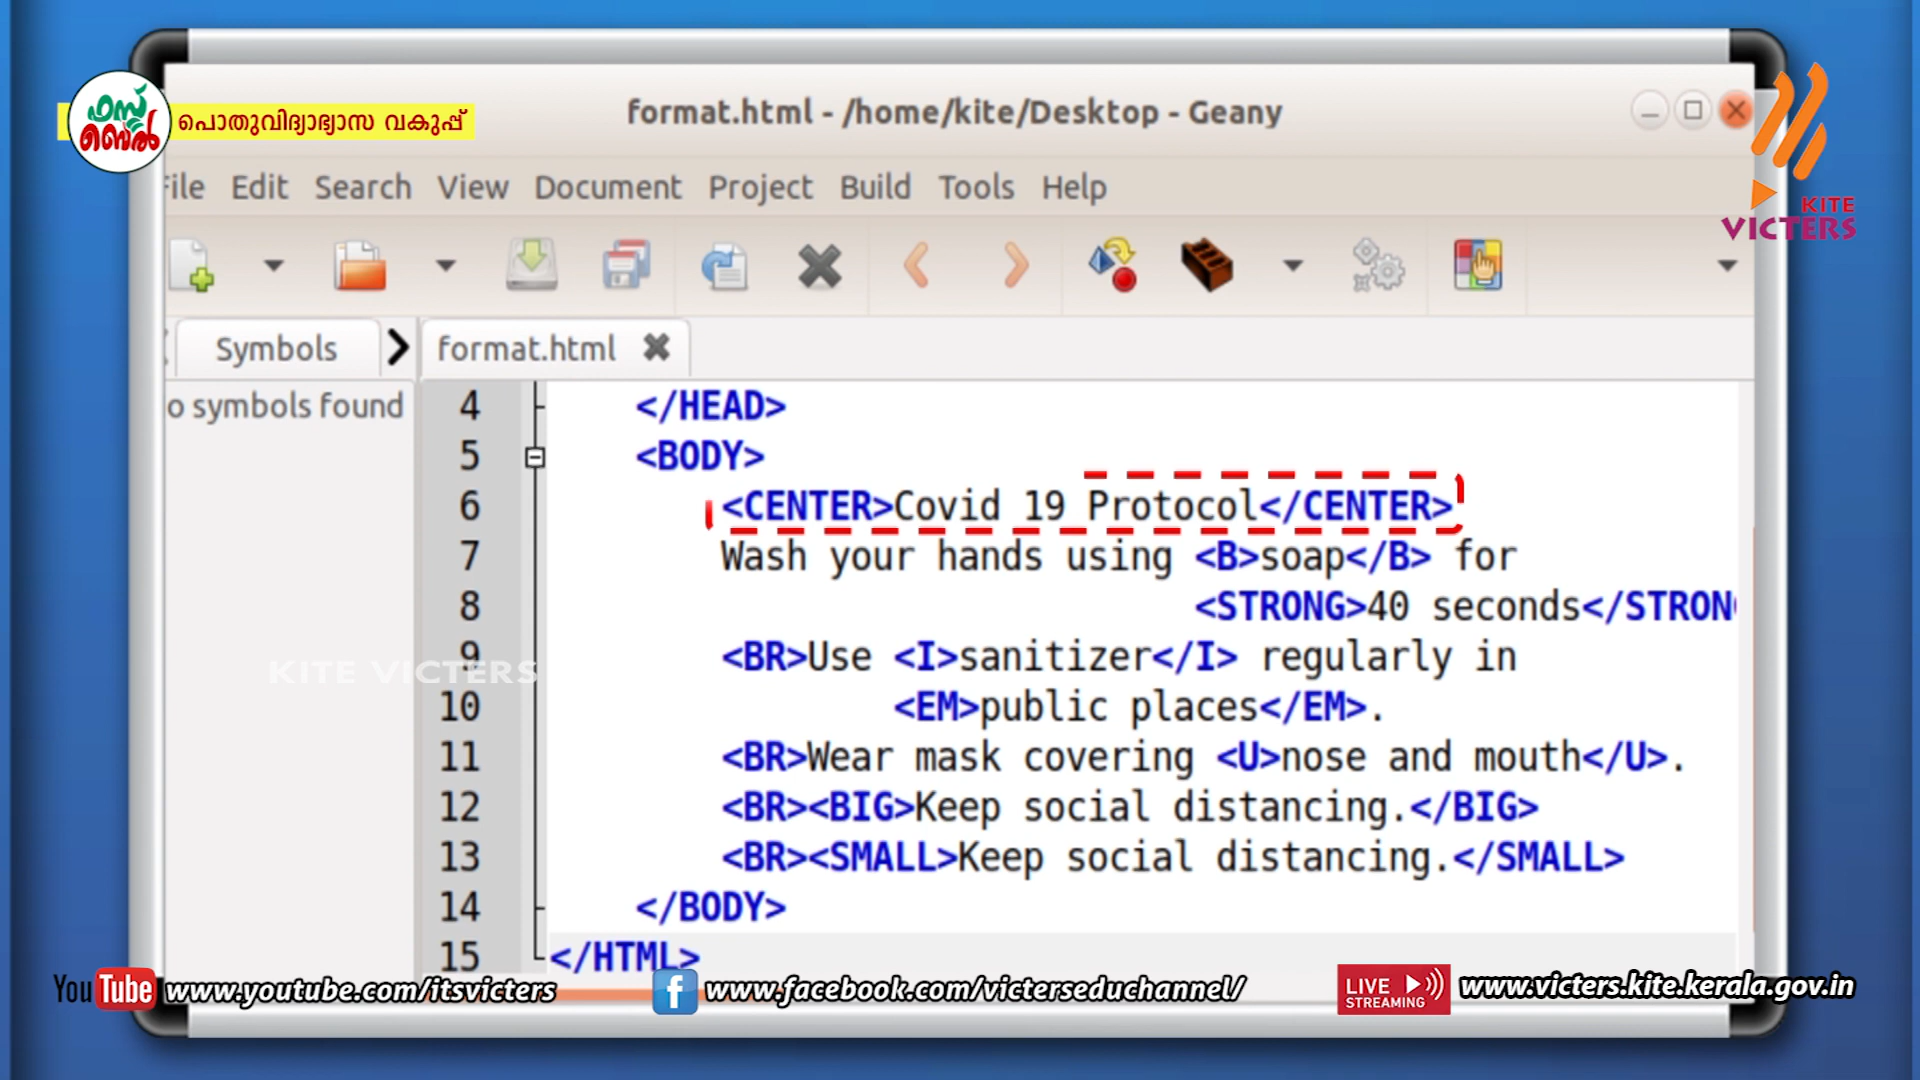 format.html - /home/kite/Desktop - Geany
ഫസ്റ്റ്
ബെൽ
പൊതുവിദ്യാഭ്യാസ വകുപ്പ്
File Edit Search View Document Project Build Tools Help
KITE
VICTERS
Symbols
format.html
o symbols found
4 </HEAD>
5 <BODY>
6 <CENTER>Covid 19 Protocol</CENTER>
7 Wash your hands using <B>soap</B> for
8 <STRONG>40 seconds</STRONG
9 <BR>Use <I>sanitizer</I> regularly in
KITE VICTERS
10 <EM>public places</EM>.
11 <BR>Wear mask covering <U>nose and mouth</U>.
12 <BR><BIG>Keep social distancing.</BIG>
13 <BR><SMALL>Keep social distancing.</SMALL>
14 </BODY>
15 </HTML>
YouTube www.youtube.com/itsvicters
f www.facebook.com/victerseduchannel/
LIVE STREAMING www.victers.kite.kerala.gov.in